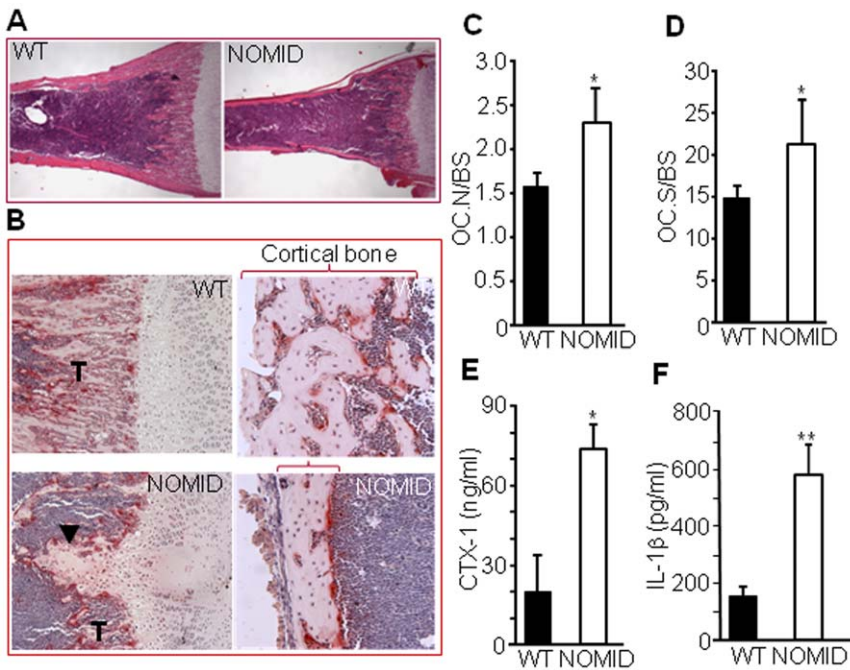 A
WT
NOMID
B
Cortical bone
WT
WT
T
NOMID
NOMID
T
C
OC.N/BS
3.0
2.5
2.0
1.5
1.0
0.5
0
*
WT NOMID
D
OC.S/BS
30
25
20
15
10
5
0
*
WT NOMID
E
CTX-1 (ng/ml)
90
60
30
0
*
WT NOMID
F
IL-1β (pg/ml)
800
600
400
200
0
**
WT NOMID